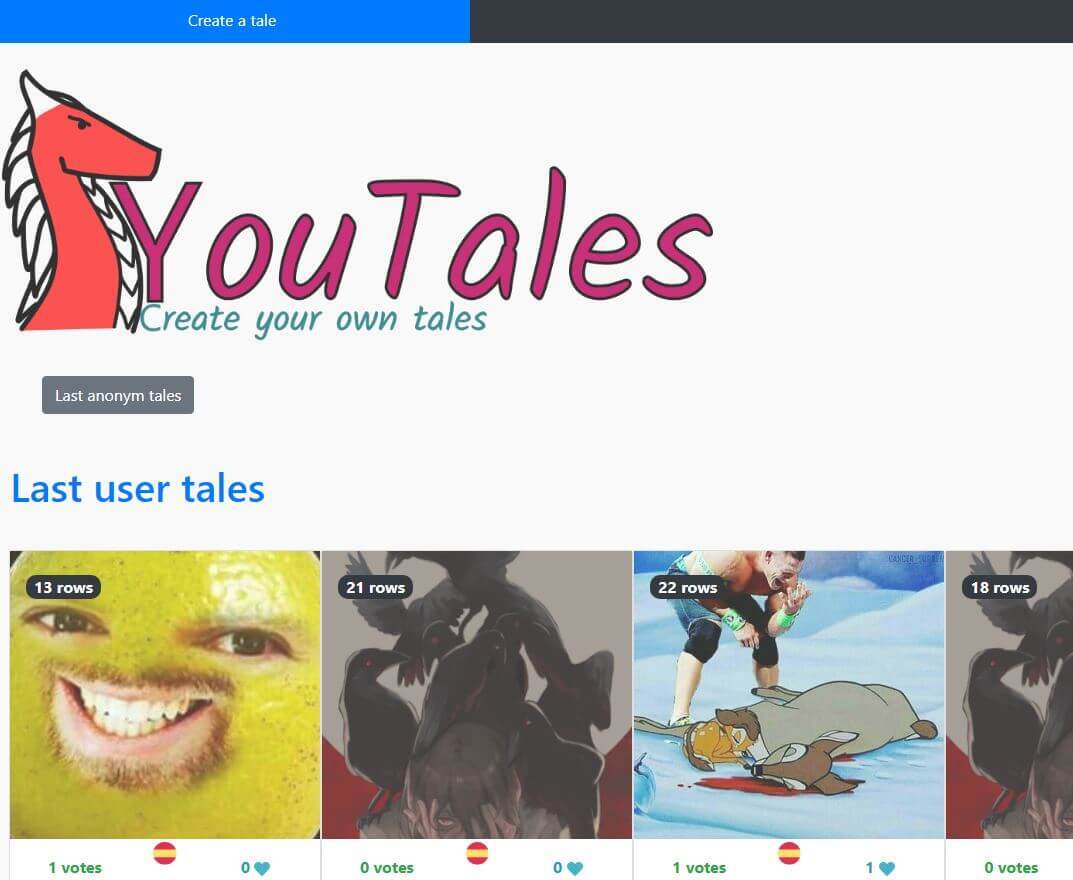 Create a tale
YouTales
Create your own tales
Last anonym tales
Last user tales
13 rows
21 rows
22 rows
18 rows
1 votes
0
0 votes
0
1 votes
1
0 votes